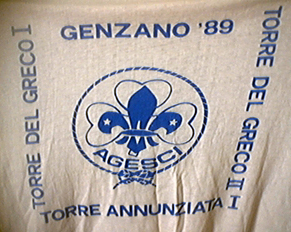 GENZANO '89
TORRE DEL GRECO I
TORRE DEL GRECO II I
AGESCI
TORRE ANNUNZIATA I